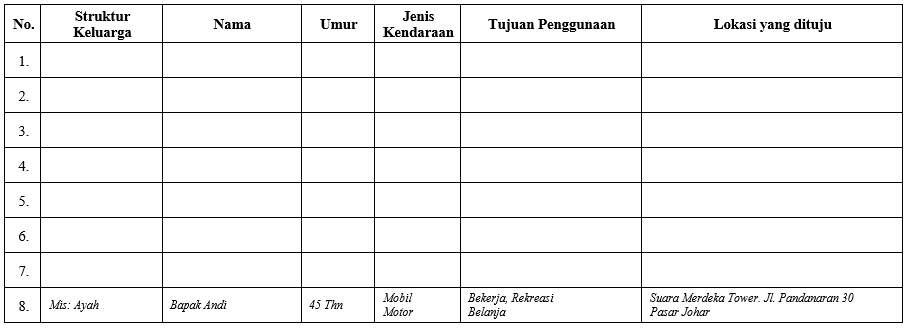 No. Struktur Keluarga Nama Umur Jenis Kendaraan Tujuan Penggunaan Lokasi yang dituju
1.
2.
3.
4.
5.
6.
7.
8. Mis: Ayah Bapak Andi 45 Thn Mobil Bekerja, Rekreasi Suara Merdeka Tower. Jl. Pandanaran 30
Motor Belanja Pasar Johar